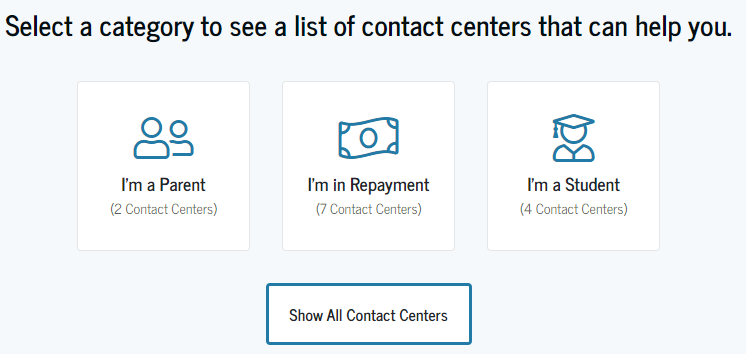 Select a category to see a list of contact centers that can help you.
I'm a Parent
(2 Contact Centers)
I'm in Repayment
(7 Contact Centers)
I'm a Student
(4 Contact Centers)
Show All Contact Centers